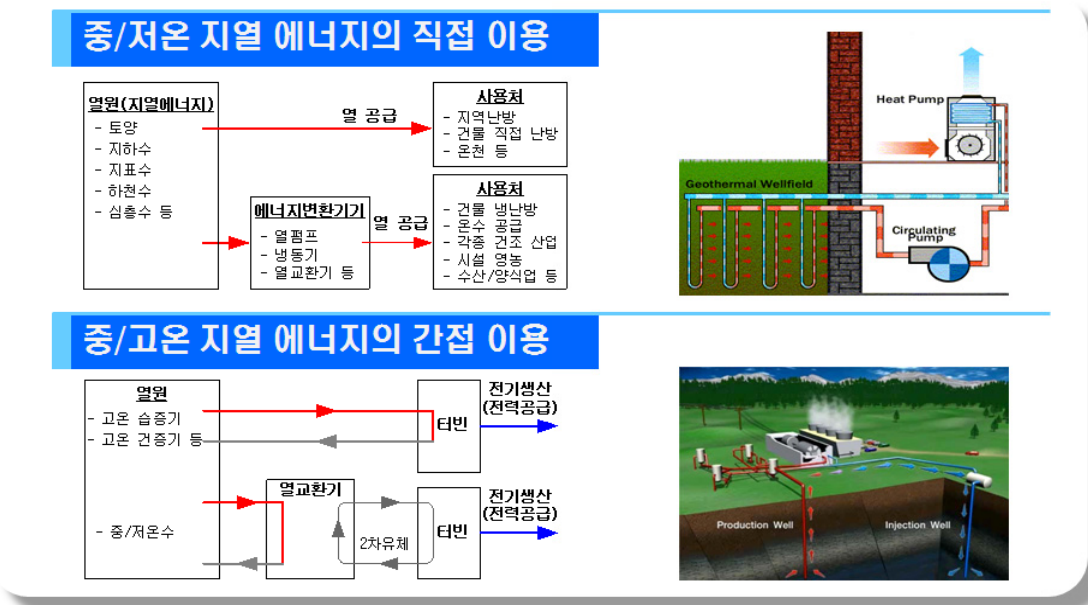 중/저온 지열 에너지의 직접 이용
열원(지열에너지)
- 토양
- 지하수
- 지표수
- 하천수
- 심층수 등
열 공급
사용처
- 지역난방
- 건물 직접 난방
- 온천 등
에너지변환기기
- 열펌프
- 냉동기
- 열교환기 등
열 공급
사용처
- 건물 냉난방
- 온수 공급
- 각종 건조 산업
- 시설 영농
- 수산/양식업 등
Heat Pump
Geothermal Wellfield
Circulating
Pump
중/고온 지열 에너지의 간접 이용
열원
- 고온 습증기
- 고온 건증기 등
터빈
전기생산
(전력공급)
- 중/저온수
열교환기
2차유체
터빈
전기생산
(전력공급)
Production Well
Injection Well